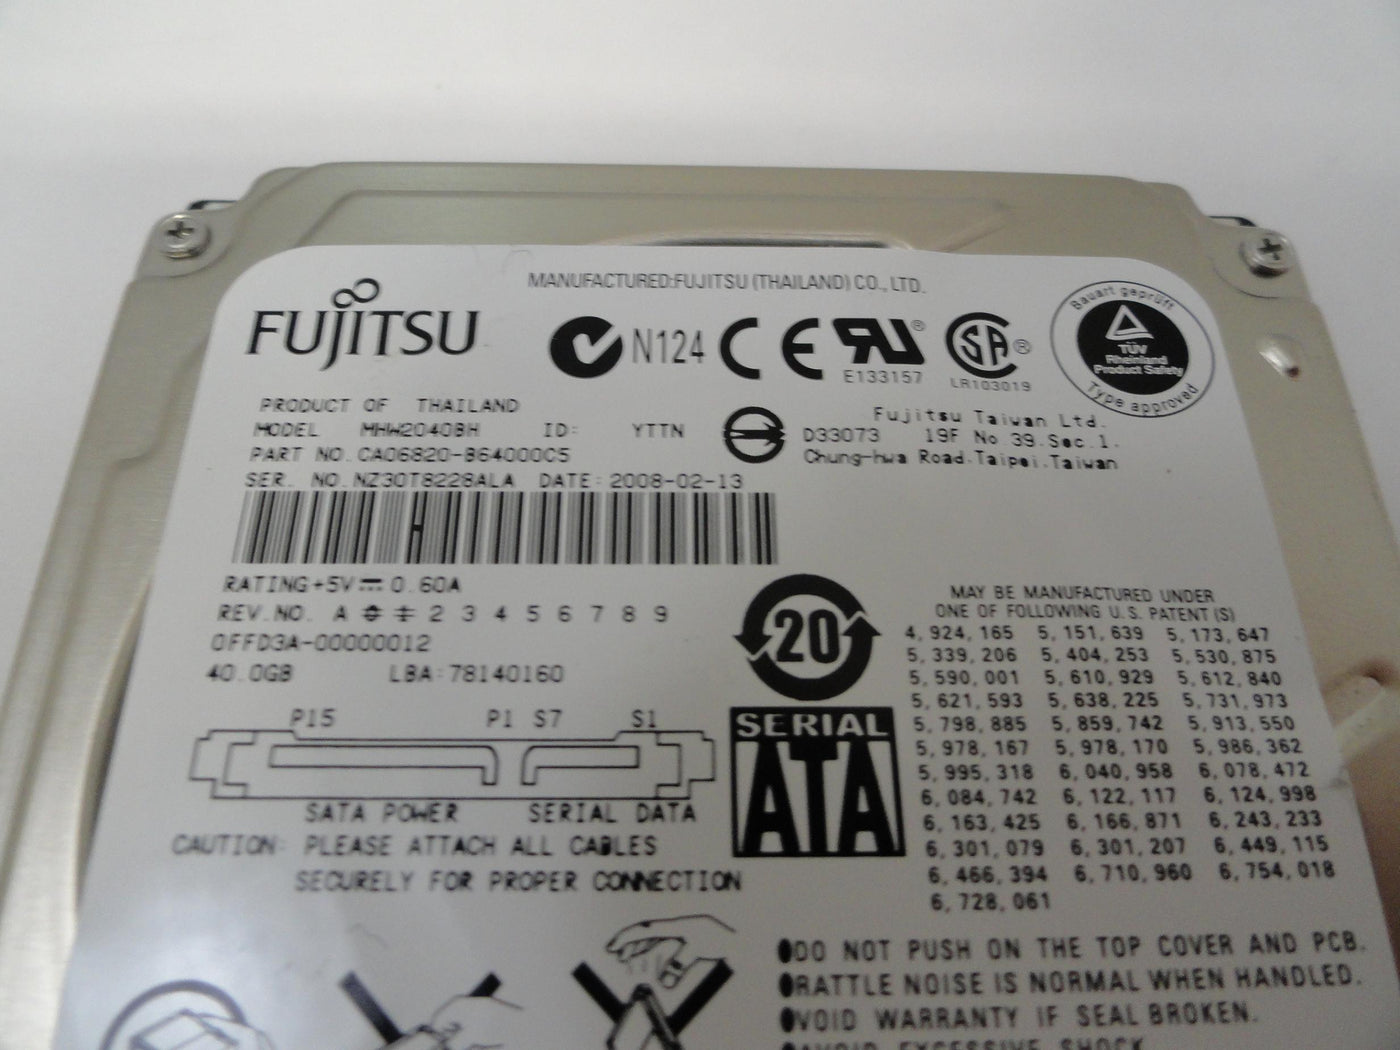 MANUFACTURED:FUJITSU (THAILAND) CO., LTD.
FUJITSU
N124 CE
E133157
SA ®
LR103019
Bauart geprüft
TÜV
Rheinland
Product Safety
Type approved
PRODUCT OF THAILAND
MODEL MHW2040BH ID: YTTN
PART NO. CA06820-B64000C5
SER. NO. NZ30T8228ALA DATE: 2008-02-13
Fujitsu Taiwan Ltd.
D33073 19F No 39.Sec.1.
Chung-hwa Road.Taipei.Taiwan
RATING+5V⎓0.60A
REV.NO. A 2 3 4 5 6 7 8 9
0FFD3A-00000012
40.0GB LBA:78140160
20
P15 P1 S7 S1
SATA POWER SERIAL DATA
CAUTION: PLEASE ATTACH ALL CABLES
SECURELY FOR PROPER CONNECTION
SERIAL
ATA
MAY BE MANUFACTURED UNDER
ONE OF FOLLOWING U.S. PATENT (S)
4,924,165 5,151,639 5,173,647
5,339,206 5,404,253 5,530,875
5,590,001 5,610,929 5,612,840
5,621,593 5,638,225 5,731,973
5,798,885 5,859,742 5,913,550
5,978,167 5,978,170 5,986,362
5,995,318 6,040,958 6,078,472
6,084,742 6,122,117 6,124,998
6,163,425 6,166,871 6,243,233
6,301,079 6,301,207 6,449,115
6,466,394 6,710,960 6,754,018
6,728,061
●DO NOT PUSH ON THE TOP COVER AND PCB.
●RATTLE NOISE IS NORMAL WHEN HANDLED.
●VOID WARRANTY IF SEAL BROKEN.
●AVOID EXCESSIVE SHOCK